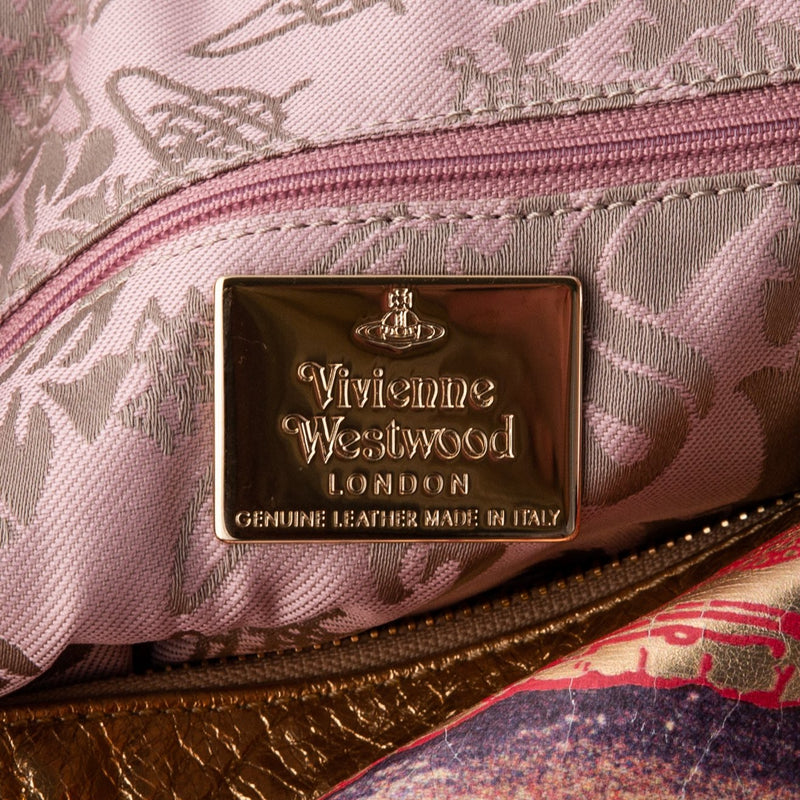 Vivienne
Westwood
LONDON
GENUINE LEATHER MADE IN ITALY